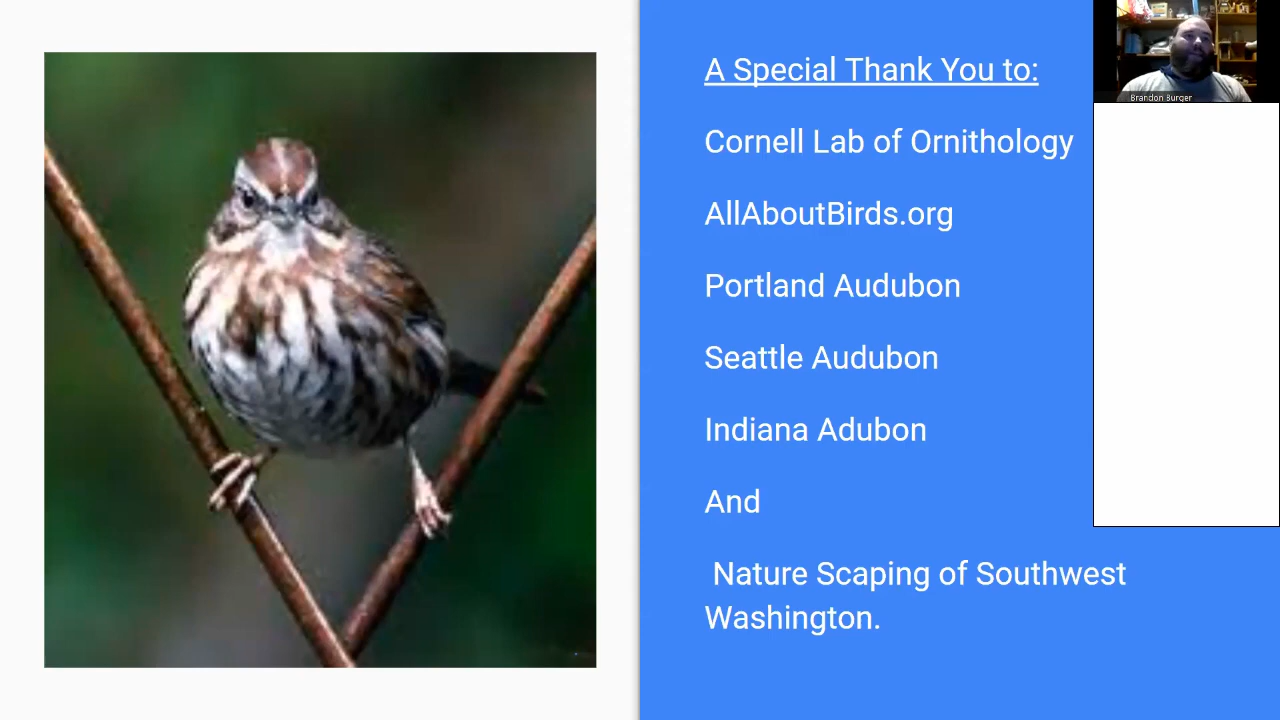 A Special Thank You to:
Cornell Lab of Ornithology
AllAboutBirds.org
Portland Audubon
Seattle Audubon
Indiana Adubon
And
Nature Scaping of Southwest
Washington.
Brandon Burger